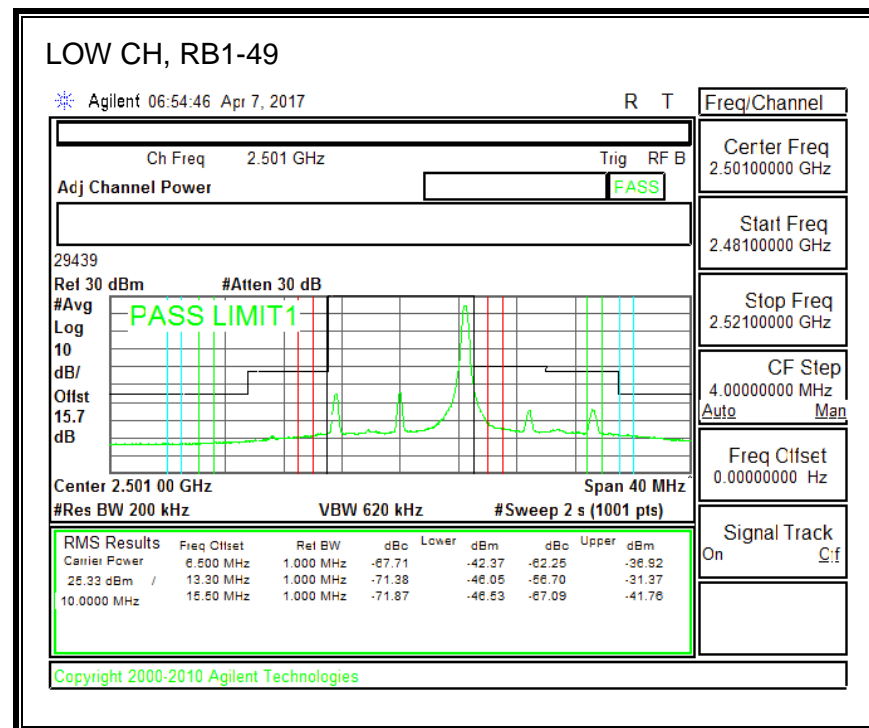 LOW CH, RB1-49
Agilent 06:54:46 Apr 7, 2017 R T
Freq/Channel
Ch Freq 2.501 GHz Trig RF B
Adj Channel Power PASS
Center Freq
2.50100000 GHz
Start Freq
2.48100000 GHz
Stop Freq
2.52100000 GHz
CF Step
4.00000000 MHz
Auto Man
Freq Offset
0.00000000 Hz
Signal Track
On Off
29439
Ref 30 dBm #Atten 30 dB
#Avg
Log
10
dB/
Offst
15.7
dB
PASS LIMIT1
Center 2.501 00 GHz Span 40 MHz^
#Res BW 200 kHz VBW 620 kHz #Sweep 2 s (1001 pts)
RMS Results Freq Offset Ref BW dBc Lower dBm dBc Upper dBm
Carrier Power 6.500 MHz 1.000 MHz -67.71 -42.37 -62.25 -36.92
25.33 dBm / 13.30 MHz 1.000 MHz -71.38 -46.05 -56.70 -31.37
10.0000 MHz 15.50 MHz 1.000 MHz -71.87 -46.53 -67.09 -41.76
Copyright 2000-2010 Agilent Technologies